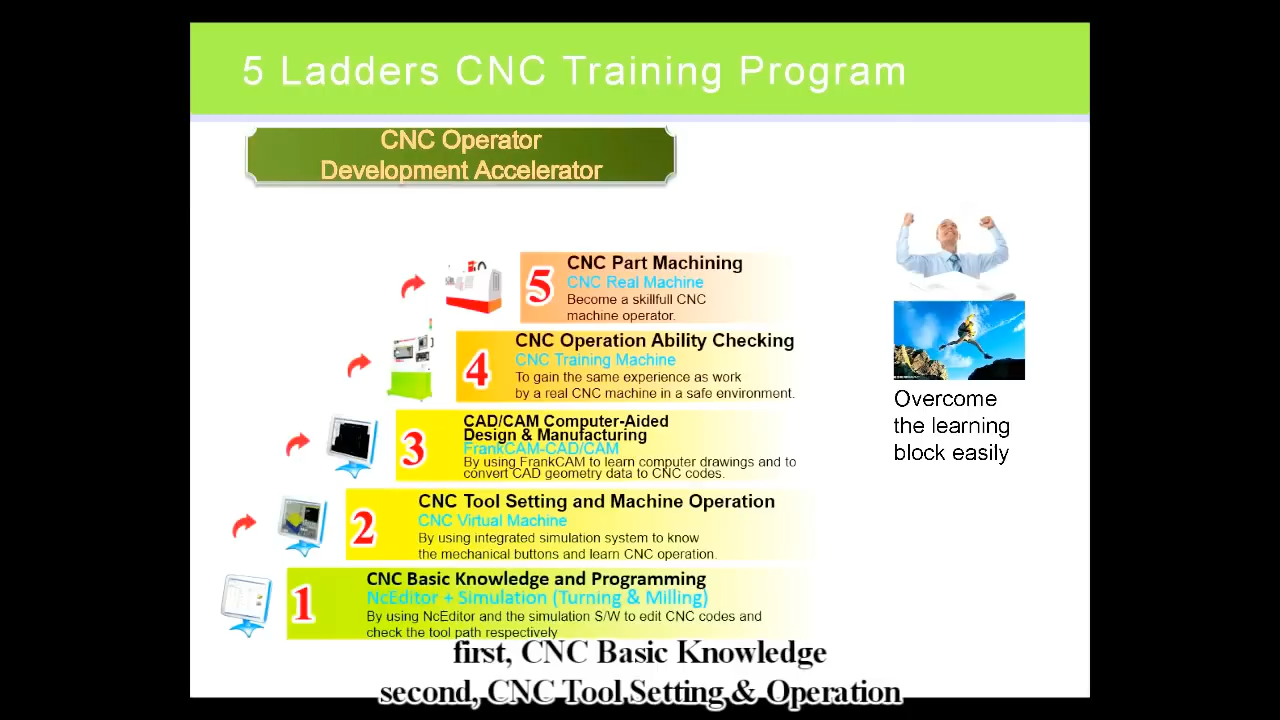 5 Ladders CNC Training Program
CNC Operator
Development Accelerator
5
CNC Part Machining
CNC Real Machine
Become a skillfull CNC
machine operator.
4
CNC Operation Ability Checking
CNC Training Machine
To gain the same experience as work
by a real CNC machine in a safe environment.
3
CAD/CAM Computer-Aided
Design & Manufacturing
FrankCAM-CAD/CAM
By using FrankCAM to learn computer drawings and to
convert CAD geometry data to CNC codes.
2
CNC Tool Setting and Machine Operation
CNC Virtual Machine
By using integrated simulation system to know
the mechanical buttons and learn CNC operation.
1
CNC Basic Knowledge and Programming
NcEditor + Simulation (Turning & Milling)
By using NcEditor and the simulation S/W to edit CNC codes and
check the tool path respectively
Overcome
the learning
block easily
first, CNC Basic Knowledge
second, CNC Tool Setting & Operation